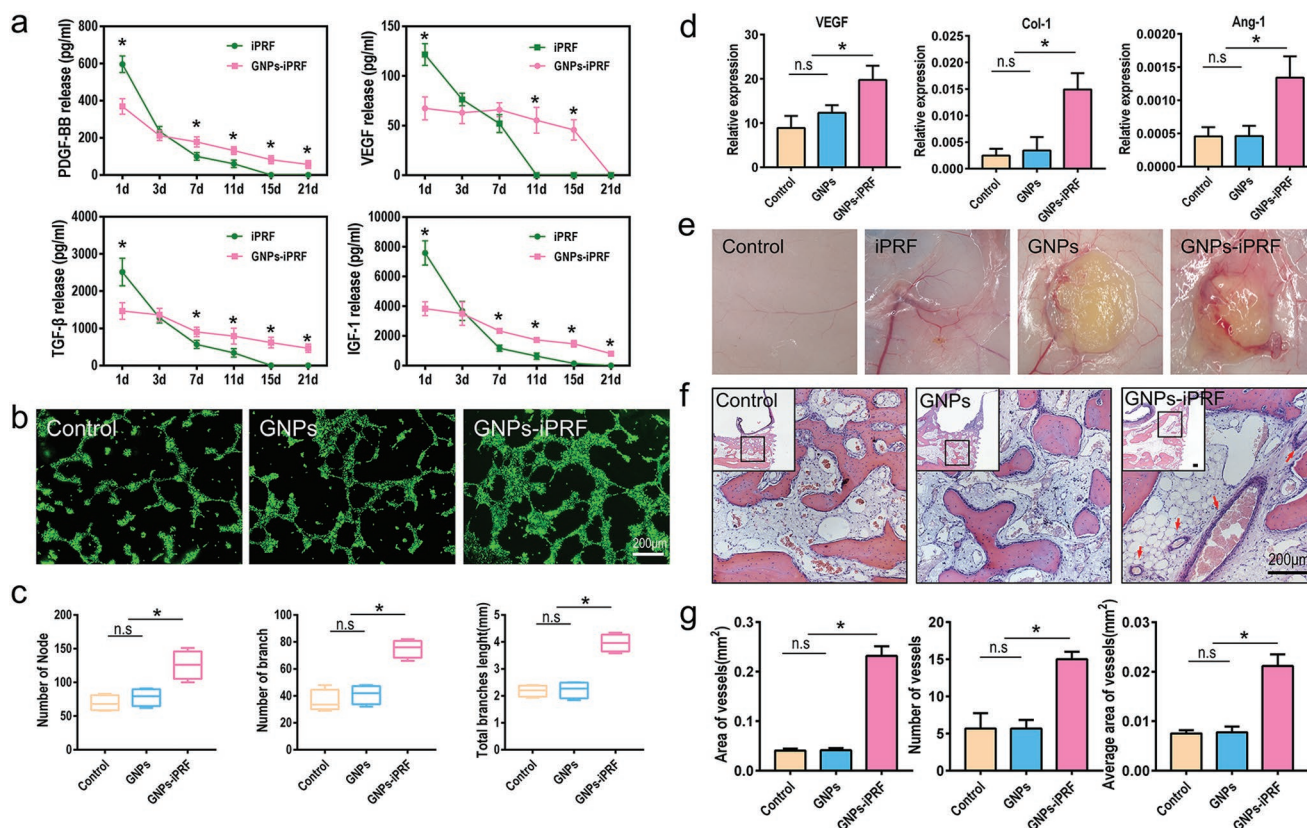 a
PDGF-BB release (pg/ml)
800
600
400
200
0
*
*
*
*
*
iPRF
GNPs-iPRF
1d 3d 7d 11d 15d 21d
VEGF release (pg/ml)
150
100
50
0
*
*
*
iPRF
GNPs-iPRF
1d 3d 7d 11d 15d 21d
TGF-β release (pg/ml)
4000
3000
2000
1000
0
*
*
*
*
*
iPRF
GNPs-iPRF
1d 3d 7d 11d 15d 21d
IGF-1 release (pg/ml)
10000
8000
6000
4000
2000
0
*
*
*
*
*
iPRF
GNPs-iPRF
1d 3d 7d 11d 15d 21d
b
Control
GNPs
GNPs-iPRF
200μm
c
Number of Node
200
150
100
50
0
n.s
*
Control
GNPs
GNPs-iPRF
Number of branch
100
80
60
40
20
0
n.s
*
Control
GNPs
GNPs-iPRF
Total branches lenght(mm)
5
4
3
2
1
0
n.s
*
Control
GNPs
GNPs-iPRF
d
VEGF
Relative expression
30
20
10
0
n.s
*
Control
GNPs
GNPs-iPRF
Col-1
Relative expression
0.025
0.020
0.015
0.010
0.005
0.000
n.s
*
Control
GNPs
GNPs-iPRF
Ang-1
Relative expression
0.0020
0.0015
0.0010
0.0005
0.0000
n.s
*
Control
GNPs
GNPs-iPRF
e
Control
iPRF
GNPs
GNPs-iPRF
f
Control
GNPs
GNPs-iPRF
200μm
g
Area of vessels(mm²)
0.3
0.2
0.1
0.0
n.s
*
Control
GNPs
GNPs-iPRF
Number of vessels
20
15
10
5
0
n.s
*
Control
GNPs
GNPs-iPRF
Average area of vessels(mm²)
0.03
0.02
0.01
0.00
n.s
*
Control
GNPs
GNPs-iPRF